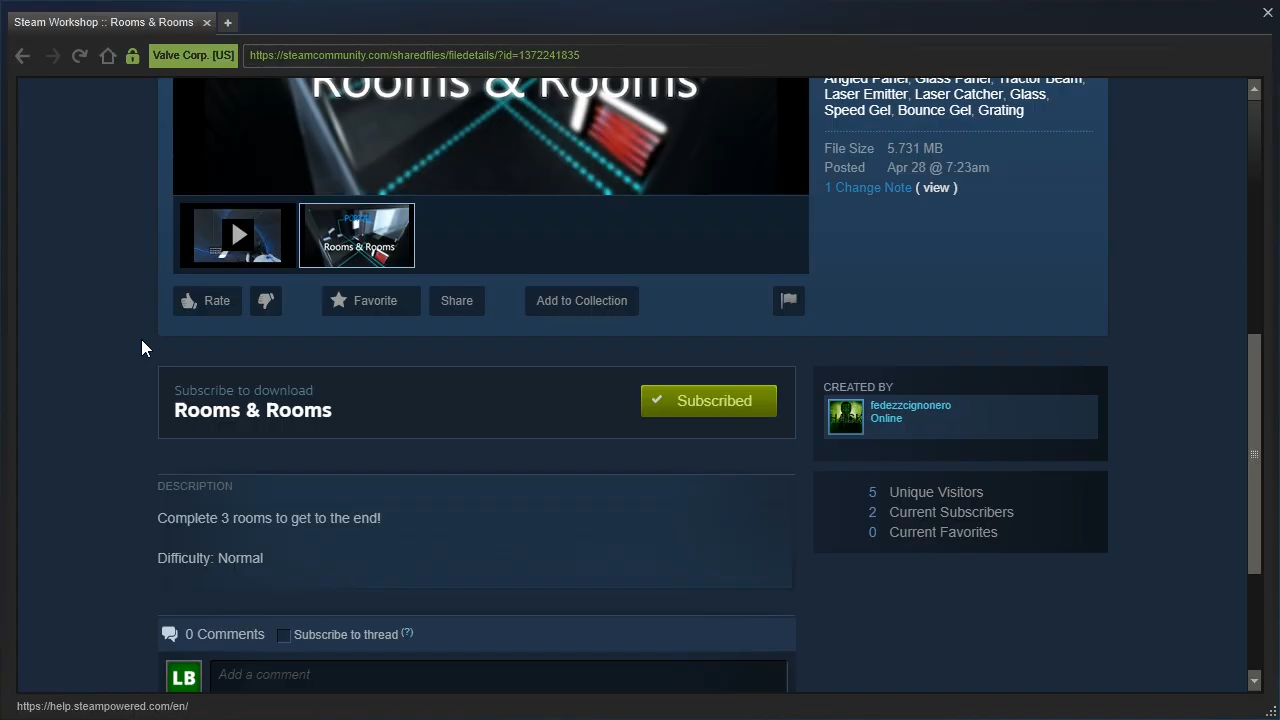 Steam Workshop :: Rooms & Rooms
Valve Corp. [US]
https://steamcommunity.com/sharedfiles/filedetails/?id=1372241835
Rooms & Rooms
Angled Panel, Glass Panel, Tractor Beam,
Laser Emitter, Laser Catcher, Glass,
Speed Gel, Bounce Gel, Grating
File Size 5.731 MB
Posted Apr 28 @ 7:23am
1 Change Note ( view )
Rooms & Rooms
Rate
Favorite
Share
Add to Collection
Subscribe to download
Rooms & Rooms
Subscribed
CREATED BY
fedezzcignonero
Online
DESCRIPTION
Complete 3 rooms to get to the end!
Difficulty: Normal
5 Unique Visitors
2 Current Subscribers
0 Current Favorites
0 Comments
Subscribe to thread (?)
LB
Add a comment
https://help.steampowered.com/en/